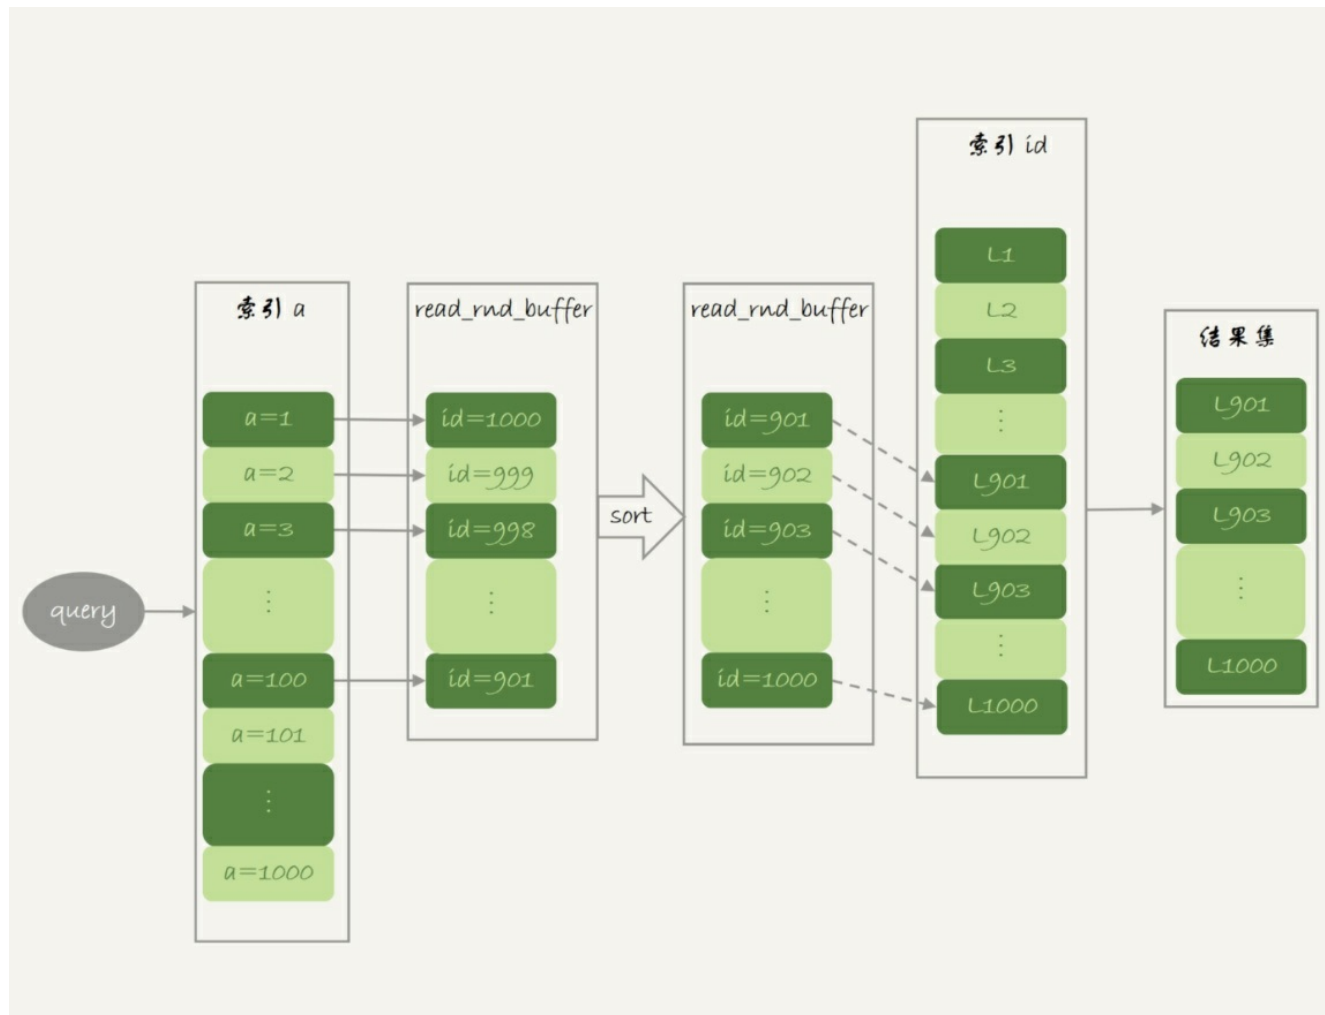 query
索引 a
a=1
a=2
a=3
⋮
a=100
a=101
⋮
a=1000
read_rnd_buffer
id=1000
id=999
id=998
⋮
id=901
sort
read_rnd_buffer
id=901
id=902
id=903
⋮
id=1000
索引 id
L1
L2
L3
⋮
L901
L902
L903
⋮
L1000
结果集
L901
L902
L903
⋮
L1000